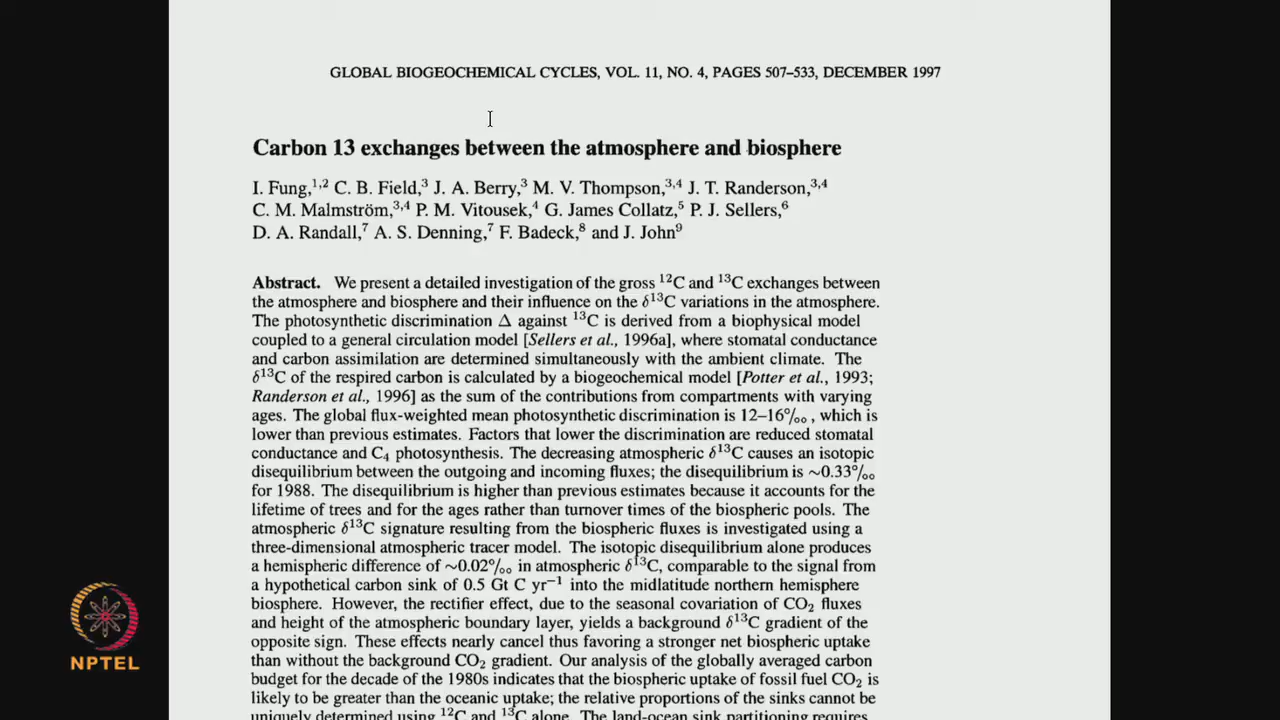 GLOBAL BIOGEOCHEMICAL CYCLES, VOL. 11, NO. 4, PAGES 507–533, DECEMBER 1997
Carbon 13 exchanges between the atmosphere and biosphere
I. Fung,¹,² C. B. Field,³ J. A. Berry,³ M. V. Thompson,³,⁴ J. T. Randerson,³,⁴
C. M. Malmström,³,⁴ P. M. Vitousek,⁴ G. James Collatz,⁵ P. J. Sellers,⁶
D. A. Randall,⁷ A. S. Denning,⁷ F. Badeck,⁸ and J. John⁹
Abstract. We present a detailed investigation of the gross ¹²C and ¹³C exchanges between
the atmosphere and biosphere and their influence on the δ¹³C variations in the atmosphere.
The photosynthetic discrimination Δ against ¹³C is derived from a biophysical model
coupled to a general circulation model [Sellers et al., 1996a], where stomatal conductance
and carbon assimilation are determined simultaneously with the ambient climate. The
δ¹³C of the respired carbon is calculated by a biogeochemical model [Potter et al., 1993;
Randerson et al., 1996] as the sum of the contributions from compartments with varying
ages. The global flux-weighted mean photosynthetic discrimination is 12–16‰, which is
lower than previous estimates. Factors that lower the discrimination are reduced stomatal
conductance and C₄ photosynthesis. The decreasing atmospheric δ¹³C causes an isotopic
disequilibrium between the outgoing and incoming fluxes; the disequilibrium is ~0.33‰
for 1988. The disequilibrium is higher than previous estimates because it accounts for the
lifetime of trees and for the ages rather than turnover times of the biospheric pools. The
atmospheric δ¹³C signature resulting from the biospheric fluxes is investigated using a
three-dimensional atmospheric tracer model. The isotopic disequilibrium alone produces
a hemispheric difference of ~0.02‰ in atmospheric δ¹³C, comparable to the signal from
a hypothetical carbon sink of 0.5 Gt C yr⁻¹ into the midlatitude northern hemisphere
biosphere. However, the rectifier effect, due to the seasonal covariation of CO₂ fluxes
and height of the atmospheric boundary layer, yields a background δ¹³C gradient of the
opposite sign. These effects nearly cancel thus favoring a stronger net biospheric uptake
than without the background CO₂ gradient. Our analysis of the globally averaged carbon
budget for the decade of the 1980s indicates that the biospheric uptake of fossil fuel CO₂ is
likely to be greater than the oceanic uptake; the relative proportions of the sinks cannot be
uniquely determined using ¹²C and ¹³C alone. The land-ocean sink partitioning requires
NPTEL